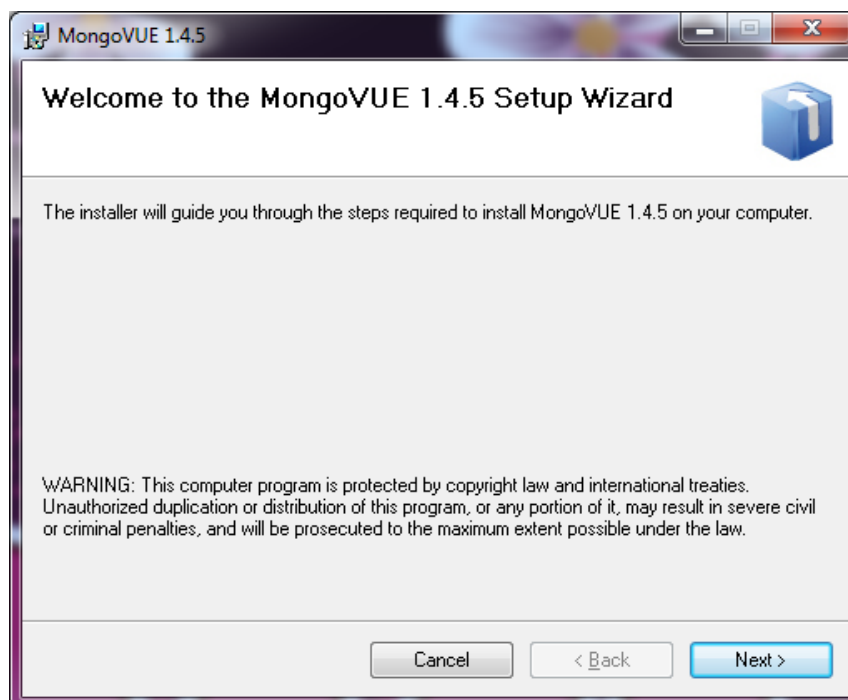 MongoVUE 1.4.5
Welcome to the MongoVUE 1.4.5 Setup Wizard
The installer will guide you through the steps required to install MongoVUE 1.4.5 on your computer.
WARNING: This computer program is protected by copyright law and international treaties.
Unauthorized duplication or distribution of this program, or any portion of it, may result in severe civil
or criminal penalties, and will be prosecuted to the maximum extent possible under the law.
Cancel < Back Next >